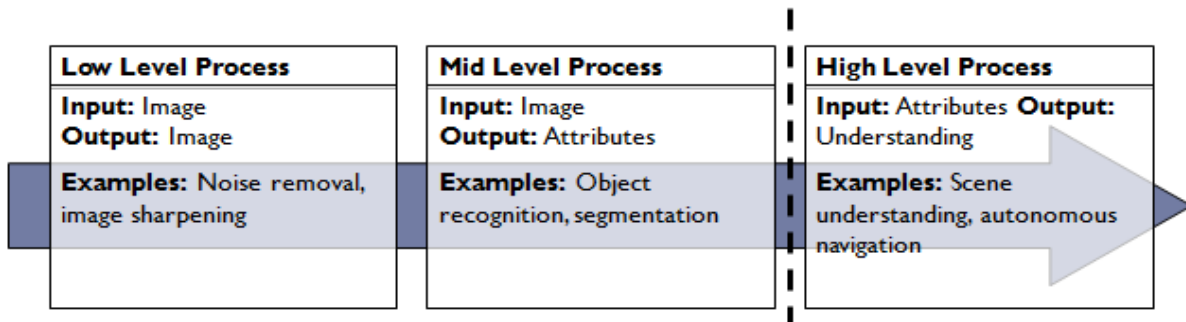 Low Level Process
Input: Image
Output: Image
Examples: Noise removal,
image sharpening
Mid Level Process
Input: Image
Output: Attributes
Examples: Object
recognition, segmentation
High Level Process
Input: Attributes Output:
Understanding
Examples: Scene
understanding, autonomous
navigation